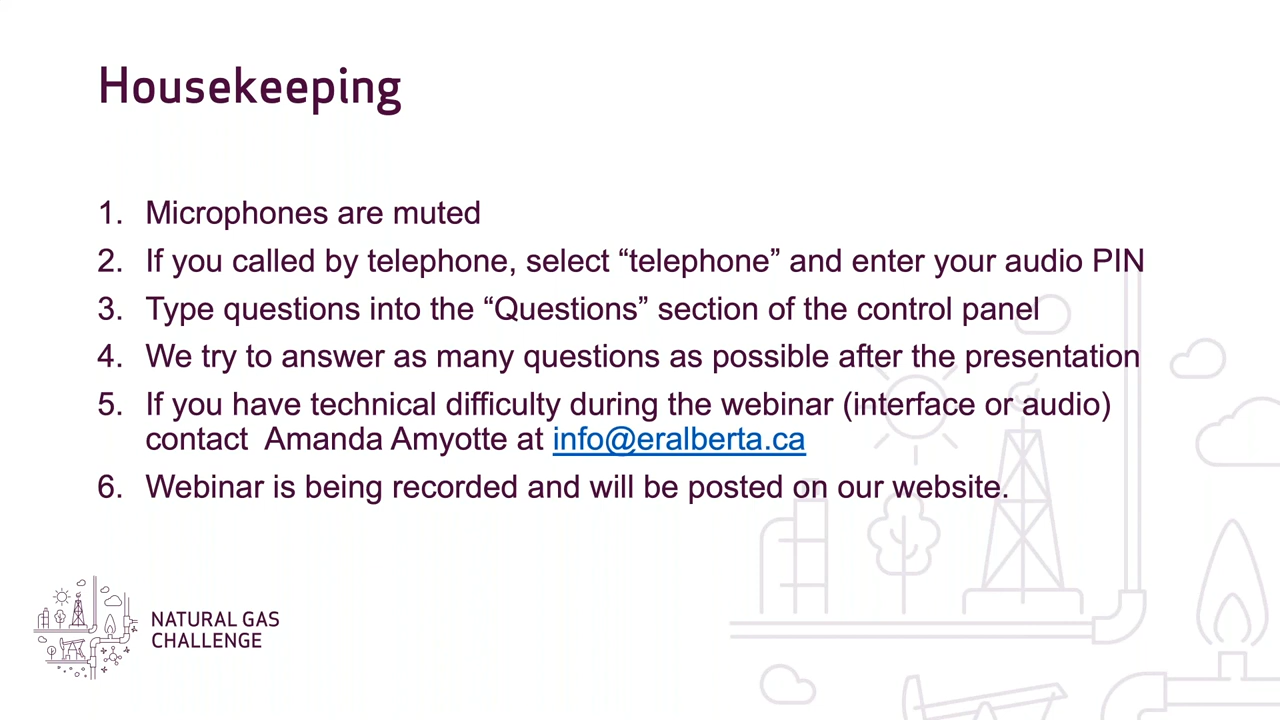 Housekeeping
1. Microphones are muted
2. If you called by telephone, select “telephone” and enter your audio PIN
3. Type questions into the “Questions” section of the control panel
4. We try to answer as many questions as possible after the presentation
5. If you have technical difficulty during the webinar (interface or audio)
contact  Amanda Amyotte at info@eralberta.ca
6. Webinar is being recorded and will be posted on our website.
NATURAL GAS
CHALLENGE